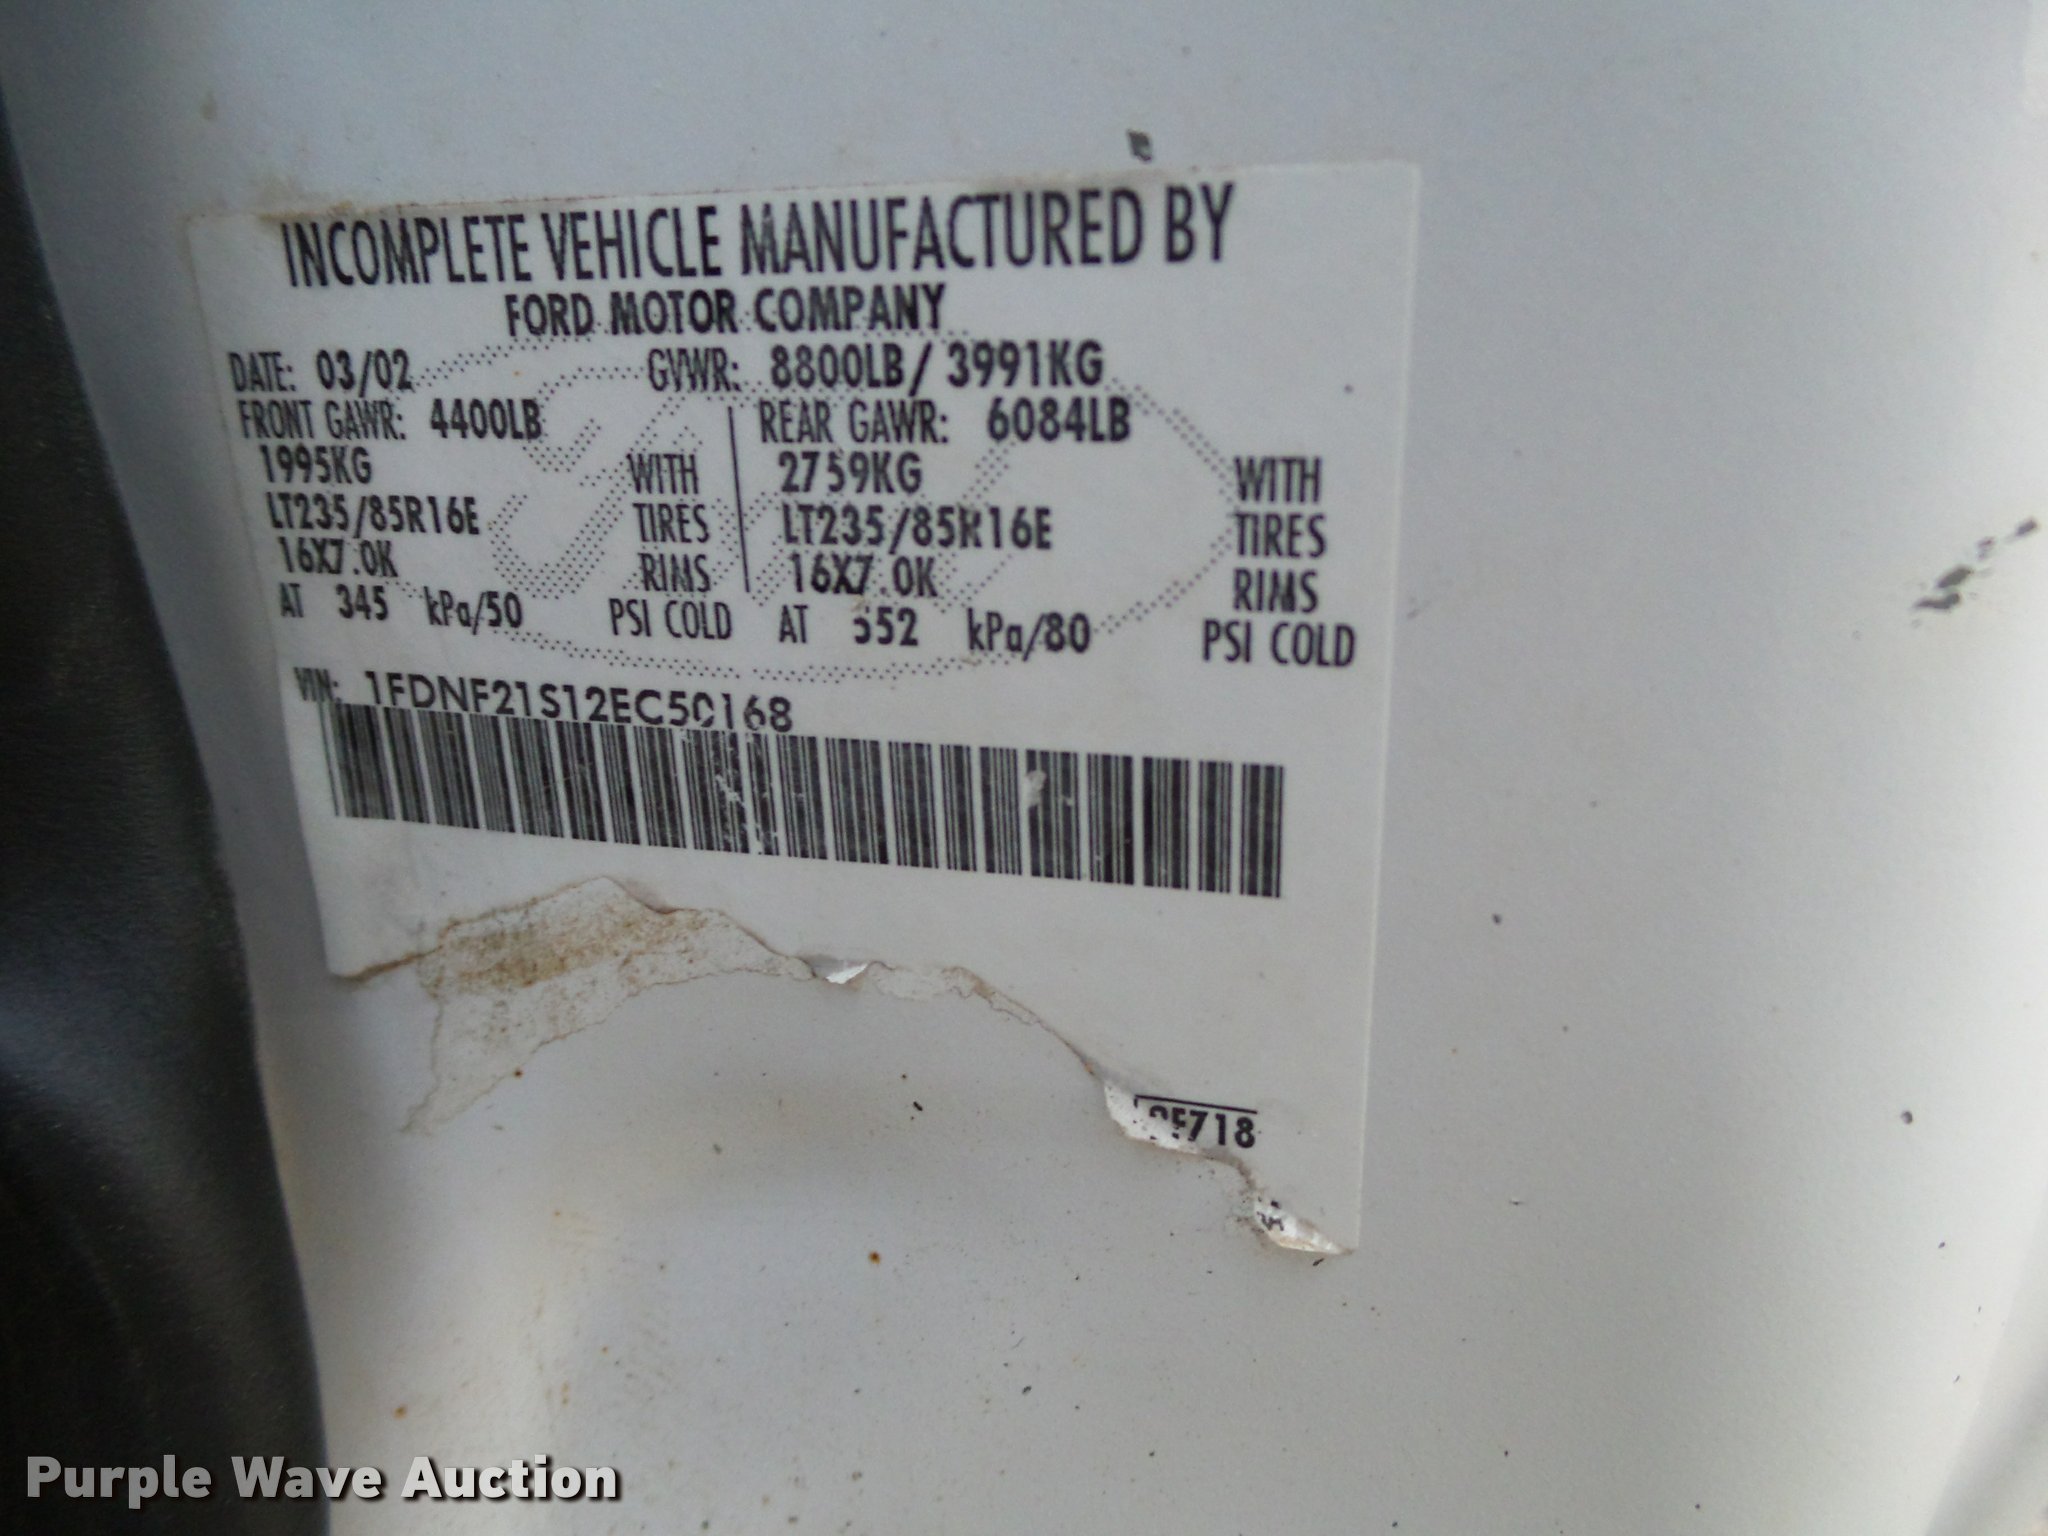 INCOMPLETE VEHICLE MANUFACTURED BY
FORD MOTOR COMPANY
DATE: 03/02 GVWR: 8800LB / 3991KG
FRONT GAWR: 4400LB REAR GAWR: 6084LB
1995KG WITH 2759KG WITH
LT235/85R16E TIRES LT235/85R16E TIRES
16X7.0K RIMS 16X7.0K RIMS
AT 345 kPa/50 PSI COLD AT 552 kPa/80 PSI COLD
VIN: 1FDNF21S12EC50168
Purple Wave Auction